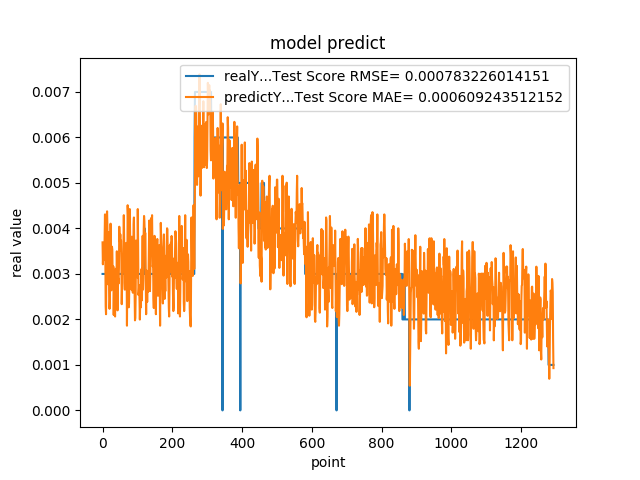 model predict
realY...Test Score RMSE= 0.000783226014151
predictY...Test Score MAE= 0.000609243512152
0.007
0.006
0.005
0.004
0.003
0.002
0.001
0.000
real value
0 200 400 600 800 1000 1200
point